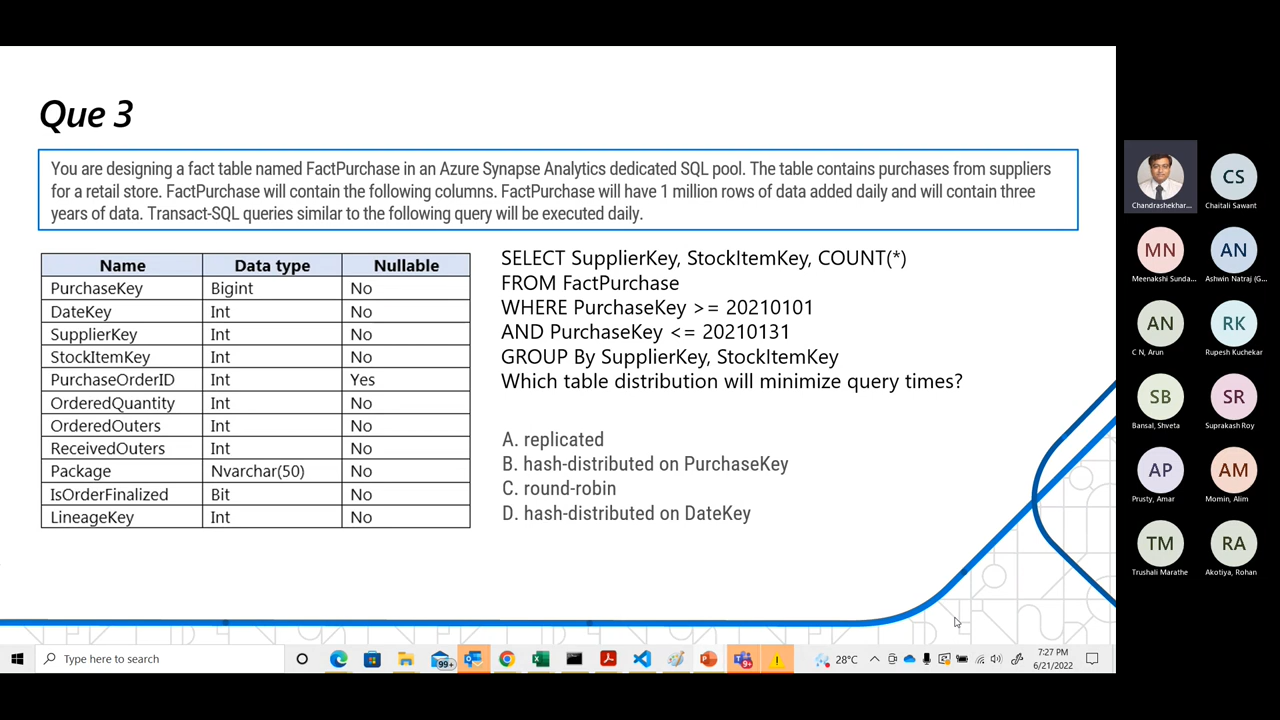 Que 3
You are designing a fact table named FactPurchase in an Azure Synapse Analytics dedicated SQL pool. The table contains purchases from suppliers
for a retail store. FactPurchase will contain the following columns. FactPurchase will have 1 million rows of data added daily and will contain three
years of data. Transact-SQL queries similar to the following query will be executed daily.
Name Data type Nullable
PurchaseKey Bigint No
DateKey Int No
SupplierKey Int No
StockItemKey Int No
PurchaseOrderID Int Yes
OrderedQuantity Int No
OrderedOuters Int No
ReceivedOuters Int No
Package Nvarchar(50) No
IsOrderFinalized Bit No
LineageKey Int No
SELECT SupplierKey, StockItemKey, COUNT(*)
FROM FactPurchase
WHERE PurchaseKey >= 20210101
AND PurchaseKey <= 20210131
GROUP By SupplierKey, StockItemKey
Which table distribution will minimize query times?
A. replicated
B. hash-distributed on PurchaseKey
C. round-robin
D. hash-distributed on DateKey
Chandrashekhar...
CS
Chaitali Sawant
MN
Meenakshi Sunda...
AN
Ashwin Natraj (G...
AN
C N, Arun
RK
Rupesh Kuchekar
SB
Bansal, Shveta
SR
Suprakash Roy
AP
Prusty, Amar
AM
Momin, Alim
TM
Trushali Marathe
RA
Akotiya, Rohan
Type here to search
99+
9+
28°C
7:27 PM
6/21/2022